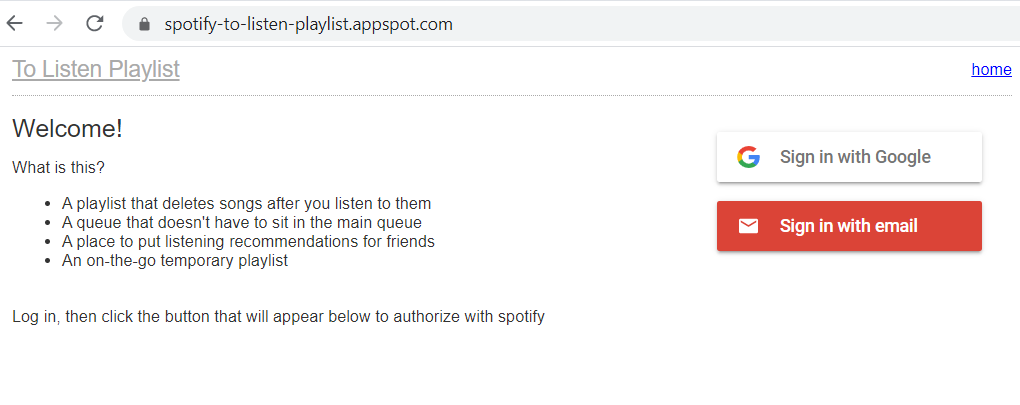 spotify-to-listen-playlist.appspot.com
To Listen Playlist
home
Welcome!
What is this?
A playlist that deletes songs after you listen to them
A queue that doesn't have to sit in the main queue
A place to put listening recommendations for friends
An on-the-go temporary playlist
Log in, then click the button that will appear below to authorize with spotify
Sign in with Google
Sign in with email